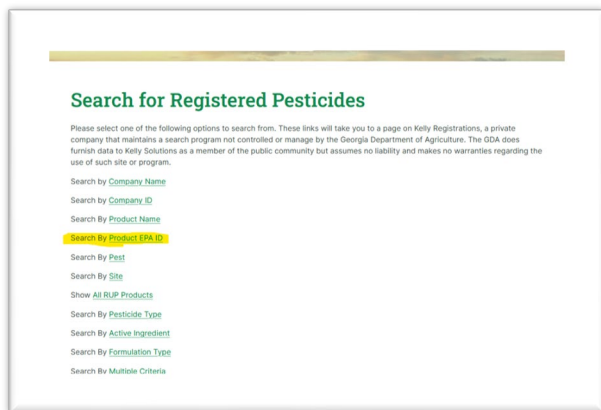 Search for Registered Pesticides
Please select one of the following options to search from. These links will take you to a page on Kelly Registrations, a private
company that maintains a search program not controlled or manage by the Georgia Department of Agriculture. The GDA does
furnish data to Kelly Solutions as a member of the public community but assumes no liability and makes no warranties regarding the
use of such site or program.
Search by Company Name
Search by Company ID
Search By Product Name
Search By Product EPA ID
Search By Pest
Search By Site
Show All RUP Products
Search By Pesticide Type
Search By Active Ingredient
Search By Formulation Type
Search By Multiple Criteria